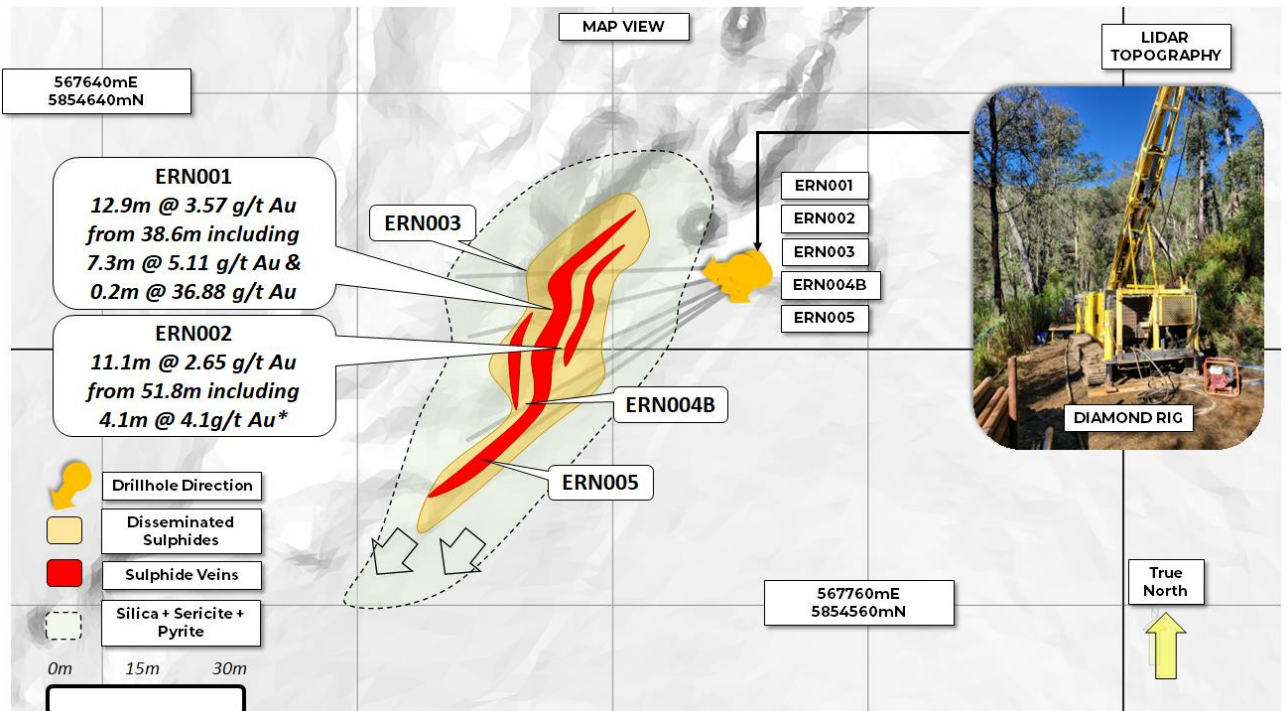 MAP VIEW
LIDAR
TOPOGRAPHY
567640mE
5854640mN
ERN001
12.9m @ 3.57 g/t Au
from 38.6m including
7.3m @ 5.11 g/t Au &
0.2m @ 36.88 g/t Au
ERN003
ERN001
ERN002
ERN003
ERN004B
ERN005
ERN002
11.1m @ 2.65 g/t Au
from 51.8m including
4.1m @ 4.1g/t Au*
ERN004B
ERN005
DIAMOND RIG
Drillhole Direction
Disseminated
Sulphides
Sulphide Veins
Silica + Sericite +
Pyrite
0m 15m 30m
567760mE
5854560mN
True
North
N